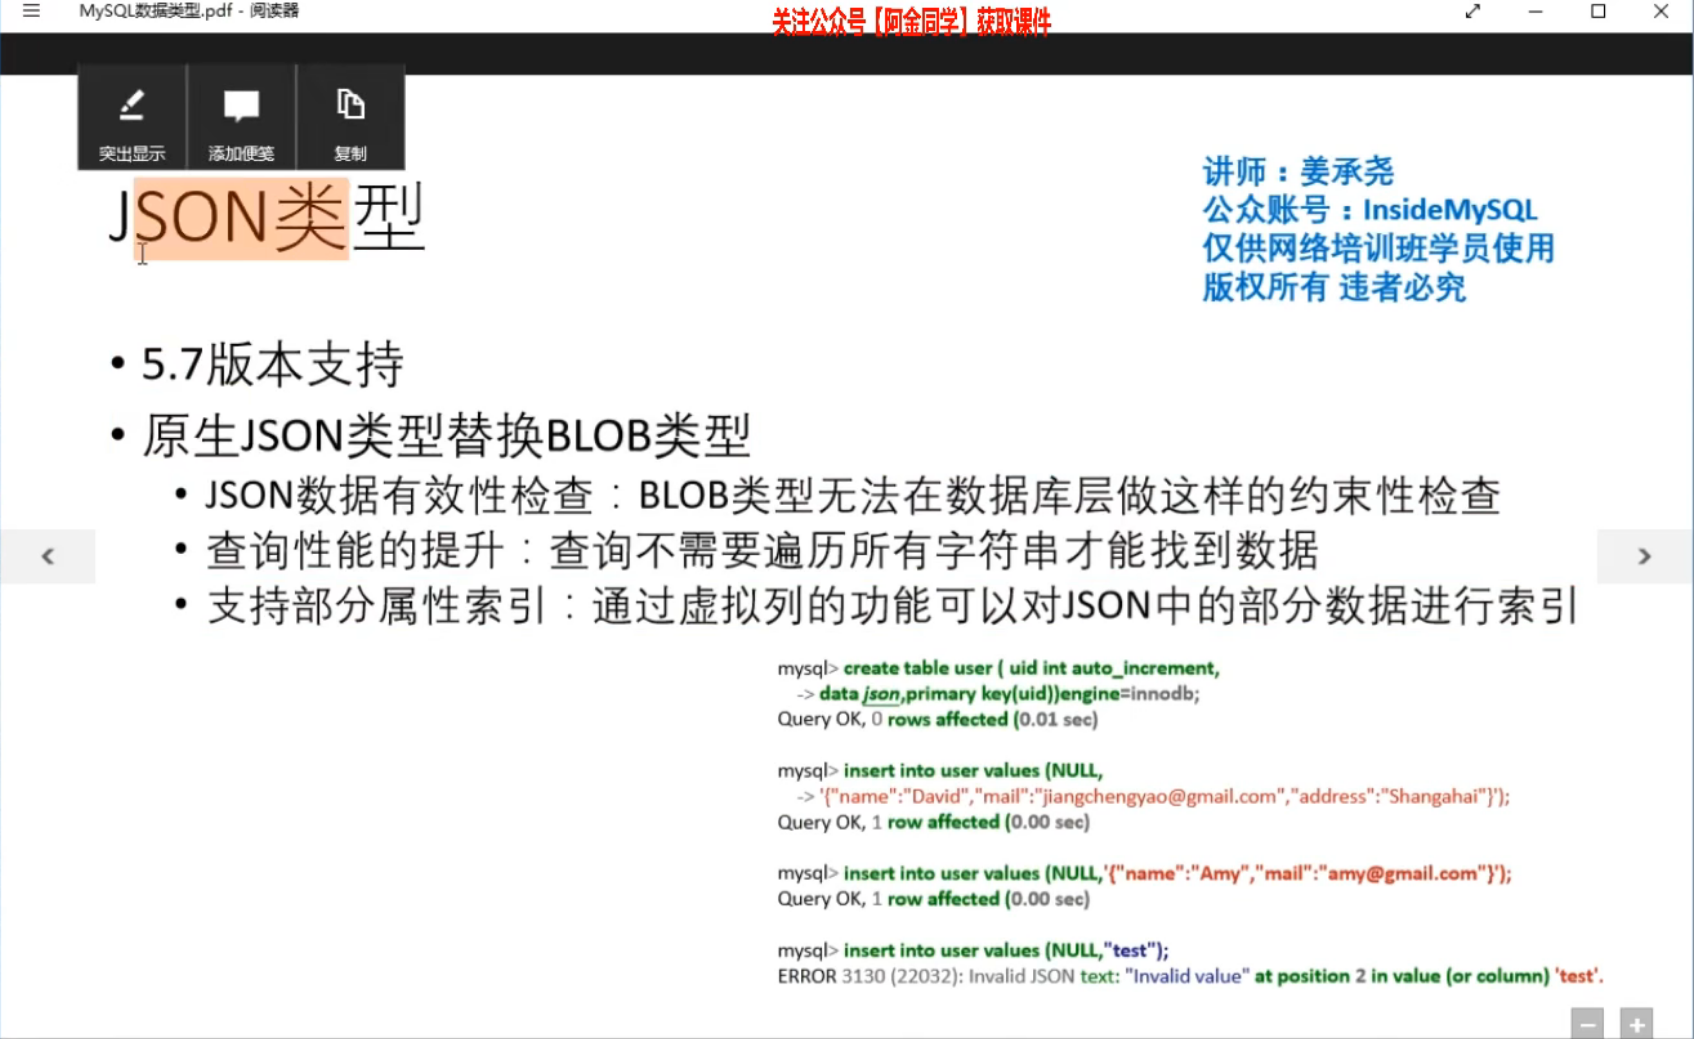 MySQL数据类型.pdf - 阅读器
关注公众号【阿金同学】获取课件
突出显示
添加便笺
复制
JSON类型
讲师：姜承尧
公众账号：InsideMySQL
仅供网络培训班学员使用
版权所有 违者必究
• 5.7版本支持
• 原生JSON类型替换BLOB类型
• JSON数据有效性检查：BLOB类型无法在数据库层做这样的约束性检查
• 查询性能的提升：查询不需要遍历所有字符串才能找到数据
• 支持部分属性索引：通过虚拟列的功能可以对JSON中的部分数据进行索引
mysql> create table user ( uid int auto_increment,
-> data json,primary key(uid))engine=innodb;
Query OK, 0 rows affected (0.01 sec)
mysql> insert into user values (NULL,
-> '{"name":"David","mail":"jiangchengyao@gmail.com","address":"Shangahai"}');
Query OK, 1 row affected (0.00 sec)
mysql> insert into user values (NULL,'{"name":"Amy","mail":"amy@gmail.com"}');
Query OK, 1 row affected (0.00 sec)
mysql> insert into user values (NULL,"test");
ERROR 3130 (22032): Invalid JSON text: "Invalid value" at position 2 in value (or column) 'test'.